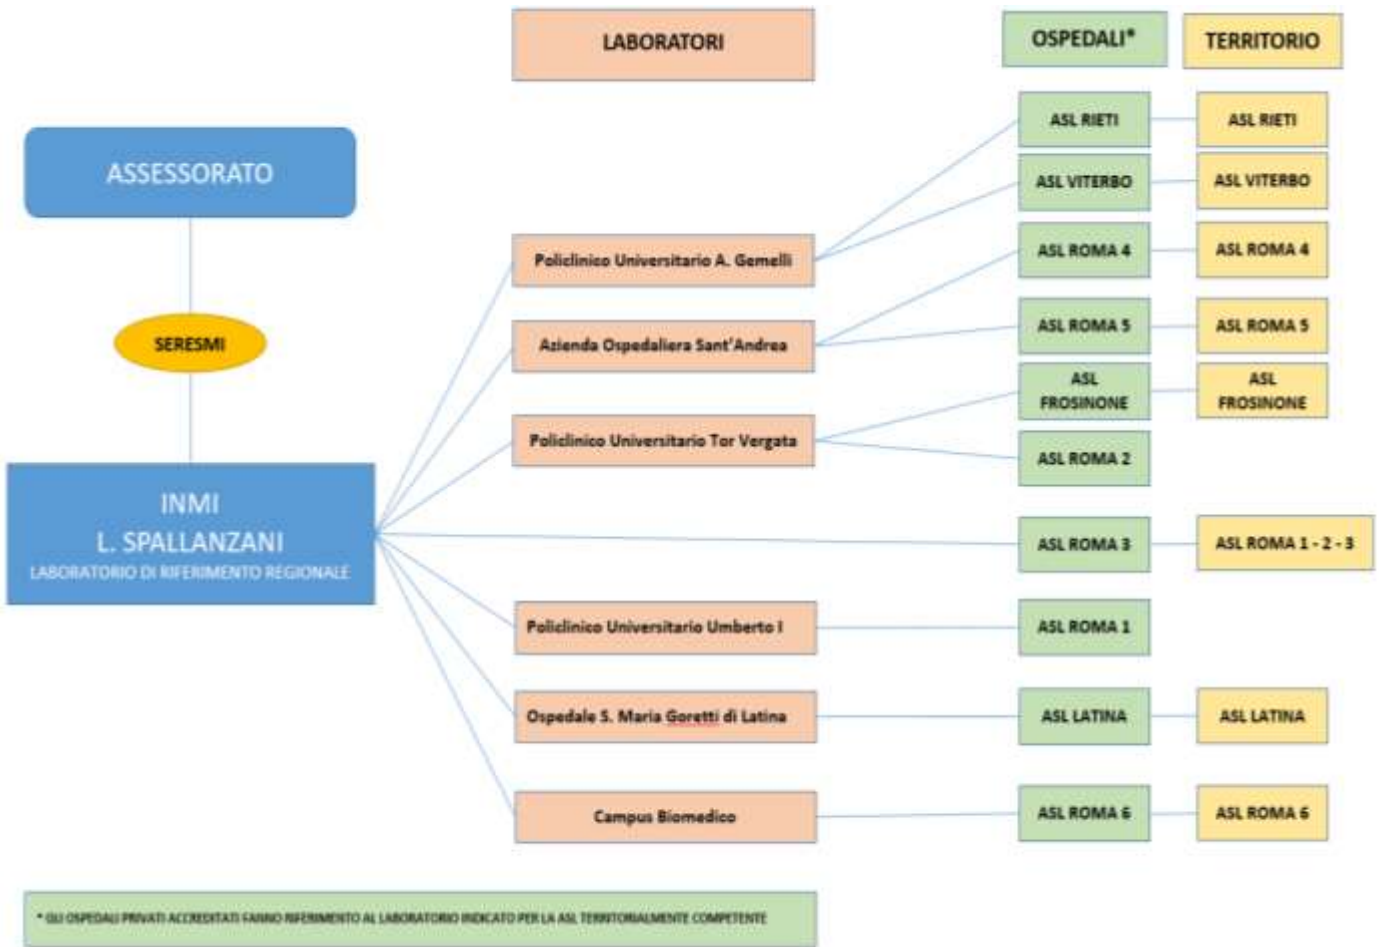 LABORATORI
OSPEDALI*
TERRITORIO
ASSESSORATO
SERESMI
INMI
L. SPALLANZANI
LABORATORIO DI RIFERIMENTO REGIONALE
Policlinico Universitario A. Gemelli
Azienda Ospedaliera Sant'Andrea
Policlinico Universitario Tor Vergata
Policlinico Universitario Umberto I
Ospedale S. Maria Goretti di Latina
Campus Biomedico
ASL RIETI
ASL RIETI
ASL VITERBO
ASL VITERBO
ASL ROMA 4
ASL ROMA 4
ASL ROMA 5
ASL ROMA 5
ASL
FROSINONE
ASL
FROSINONE
ASL ROMA 2
ASL ROMA 3
ASL ROMA 1 - 2 - 3
ASL ROMA 1
ASL LATINA
ASL LATINA
ASL ROMA 6
ASL ROMA 6
* GLI OSPEDALI PRIVATI ACCREDITATI FANNO RIFERIMENTO AL LABORATORIO INDICATO PER LA ASL TERRITORIALMENTE COMPETENTE